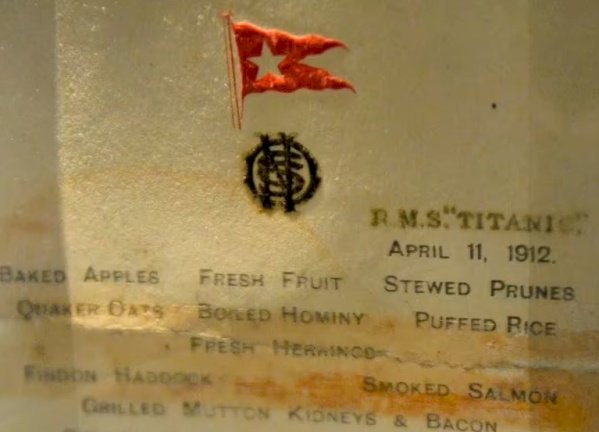 R.M.S. "TITANIC."
APRIL 11, 1912.
BAKED APPLES FRESH FRUIT STEWED PRUNES
QUAKER OATS BOILED HOMINY PUFFED RICE
FRESH HERRINGS
FINDON HADDOCK SMOKED SALMON
GRILLED MUTTON KIDNEYS & BACON